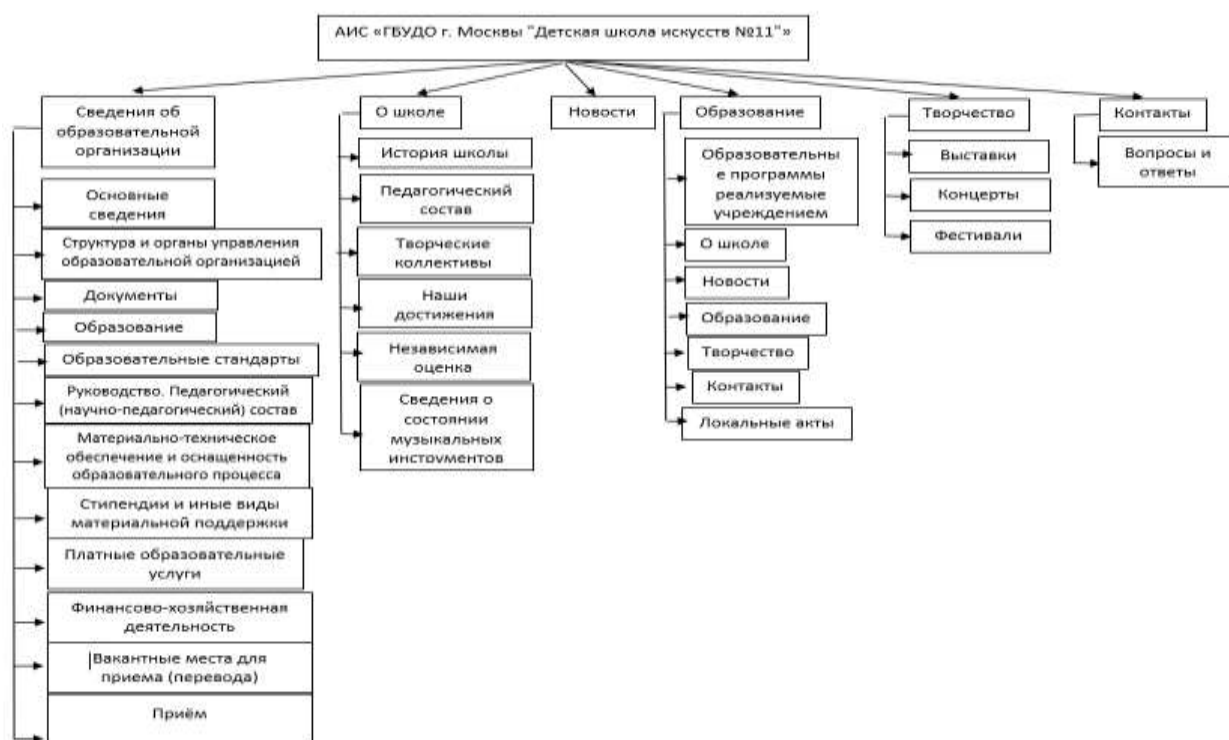 АИС «ГБУДО г. Москвы "Детская школа искусств №11"»
Сведения об
образовательной
организации
Основные
сведения
Структура и органы управления
образовательной организацией
Документы
Образование
Образовательные стандарты
Руководство. Педагогический
(научно-педагогический) состав
Материально-техническое
обеспечение и оснащенность
образовательного процесса
Стипендии и иные виды
материальной поддержки
Платные образовательные
услуги
Финансово-хозяйственная
деятельность
Вакантные места для
приема (перевода)
Приём
О школе
История школы
Педагогический
состав
Творческие
коллективы
Наши
достижения
Независимая
оценка
Сведения о
состоянии
музыкальных
инструментов
Новости
Образование
Образовательны
е программы
реализуемые
учреждением
О школе
Новости
Образование
Творчество
Контакты
Локальные акты
Творчество
Выставки
Концерты
Фестивали
Контакты
Вопросы и
ответы